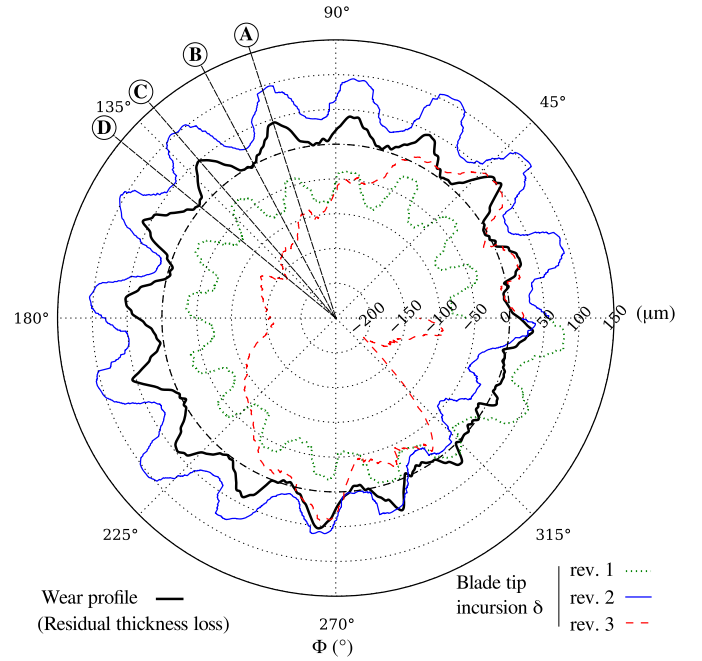 90°
A
B
C
D
135°
45°
180°
−200
−150
−100
−50
0
50
100
150
(μm)
225°
315°
270°
Φ (°)
Wear profile
(Residual thickness loss)
Blade tip
incursion δ
rev. 1
rev. 2
rev. 3